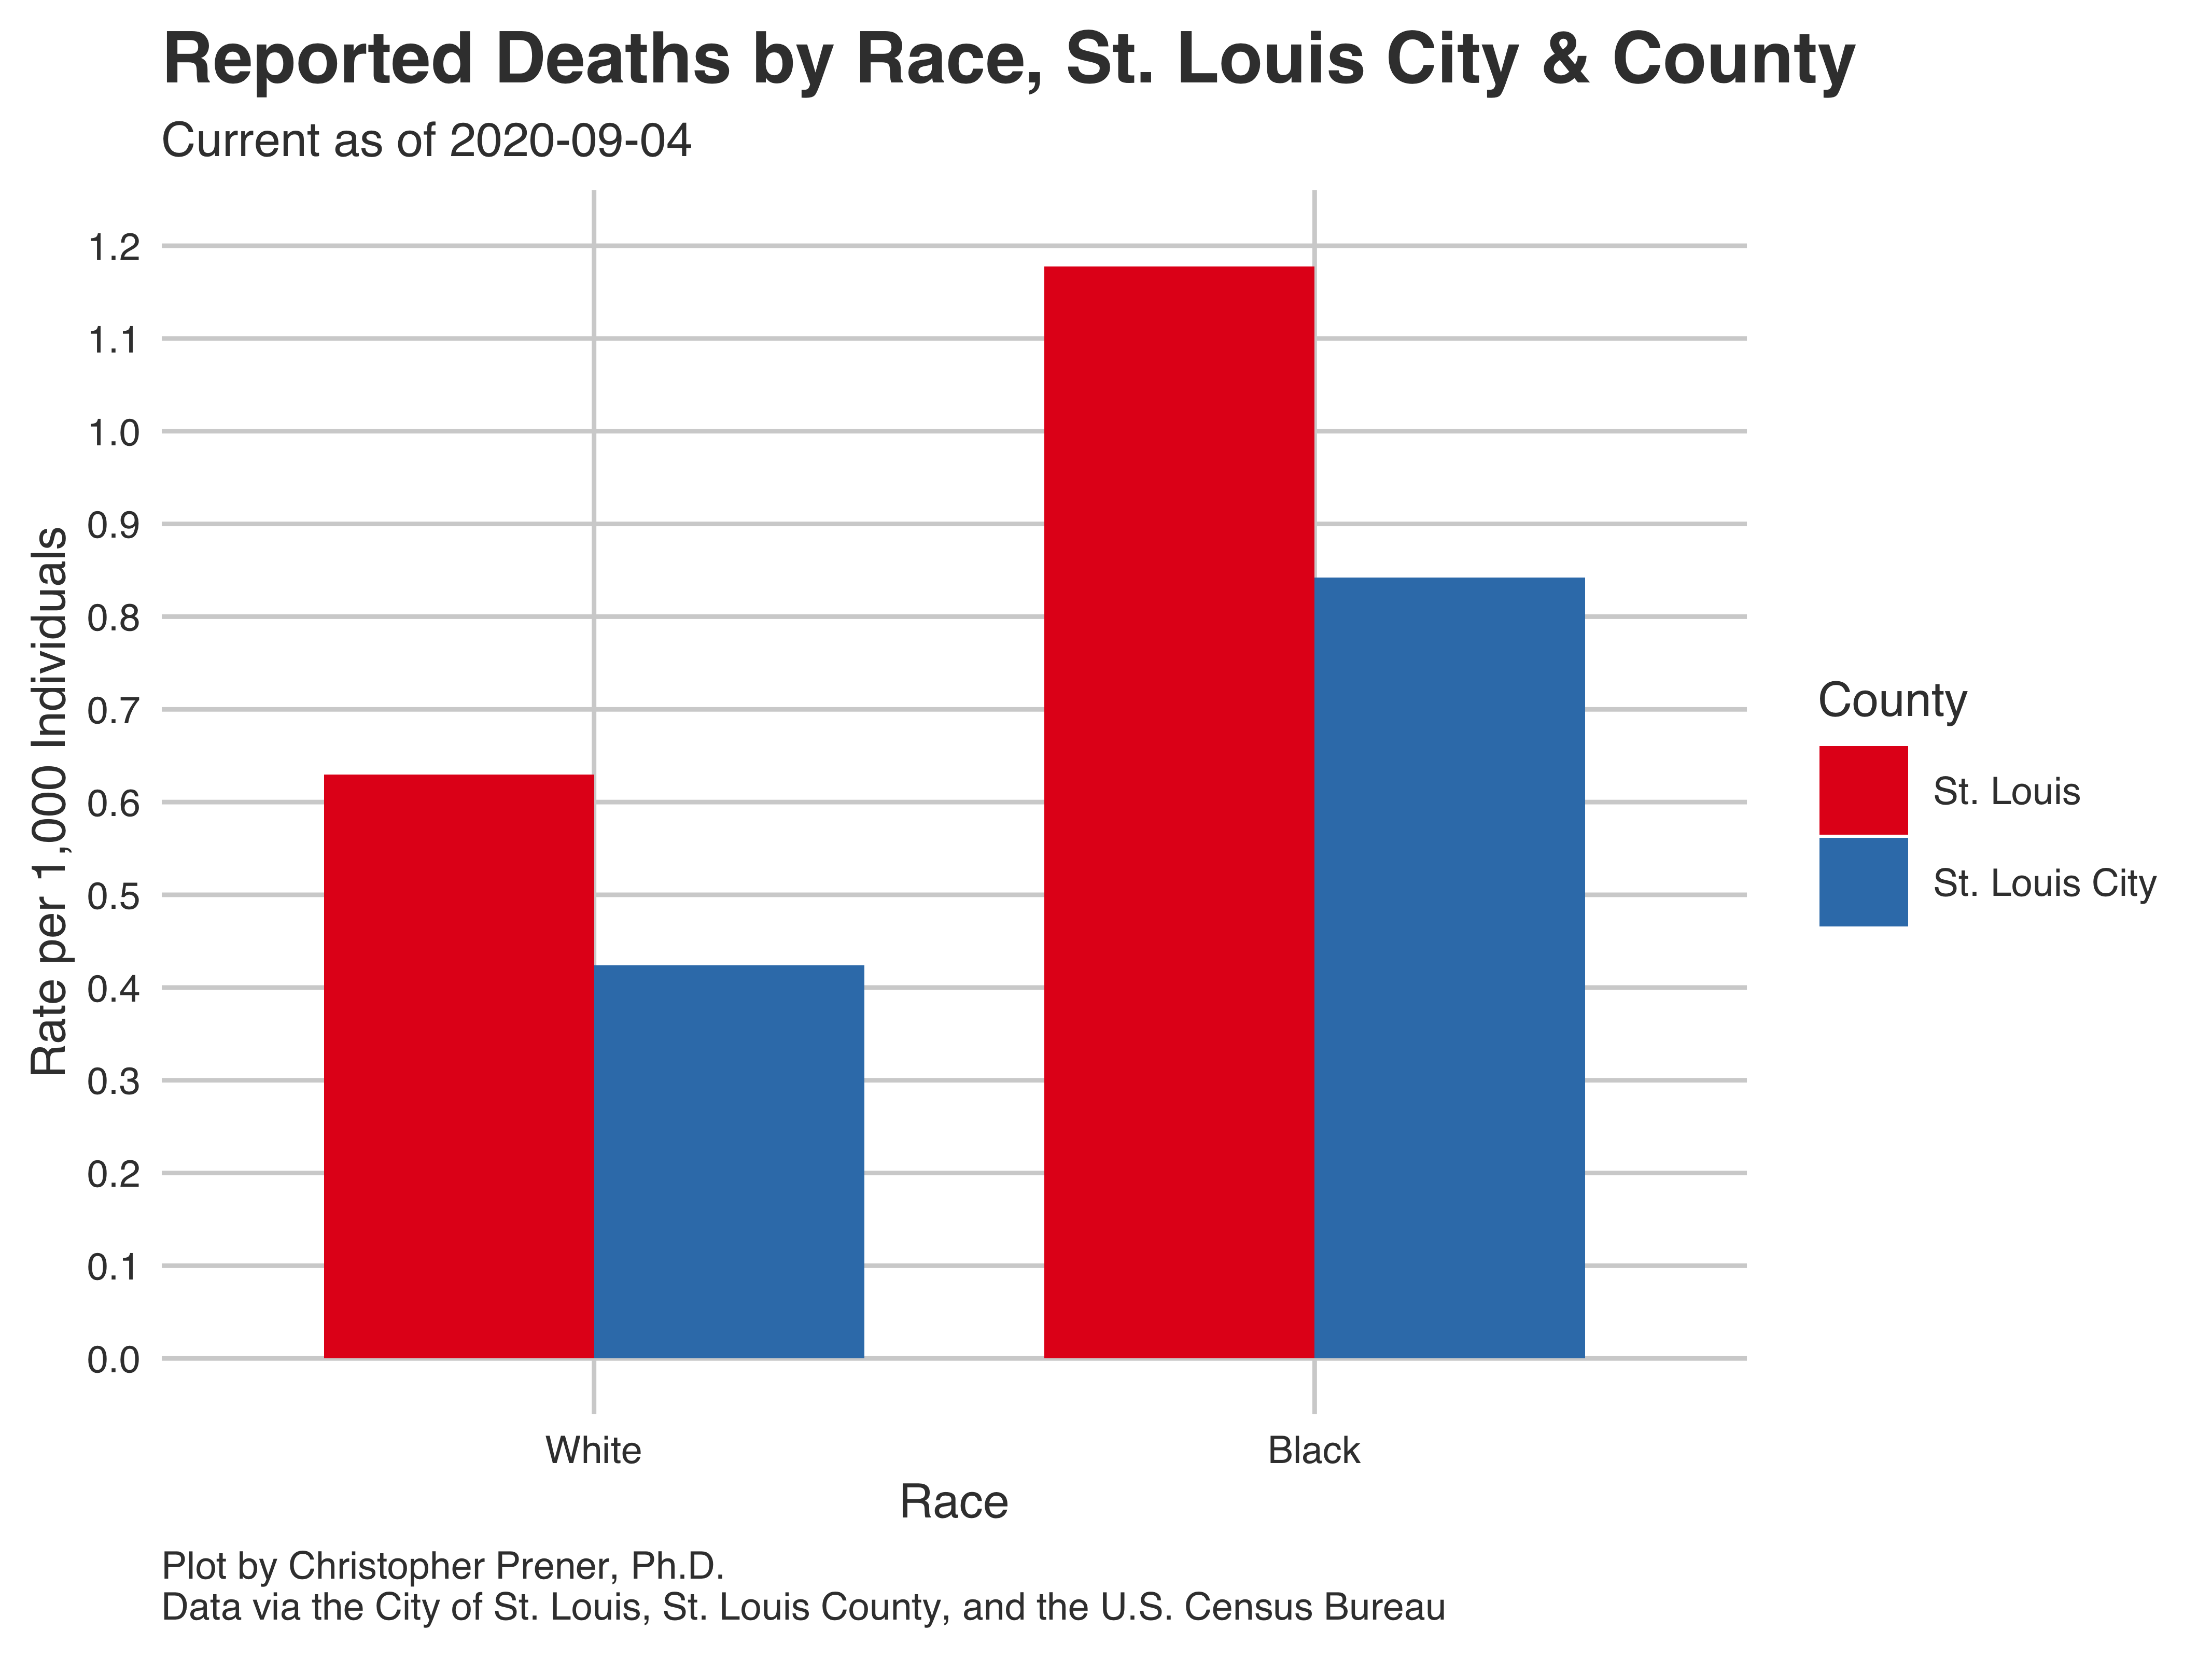 Reported Deaths by Race, St. Louis City & County
Current as of 2020-09-04
Rate per 1,000 Individuals
1.2
1.1
1.0
0.9
0.8
0.7
0.6
0.5
0.4
0.3
0.2
0.1
0.0
White
Black
Race
County
St. Louis
St. Louis City
Plot by Christopher Prener, Ph.D.
Data via the City of St. Louis, St. Louis County, and the U.S. Census Bureau